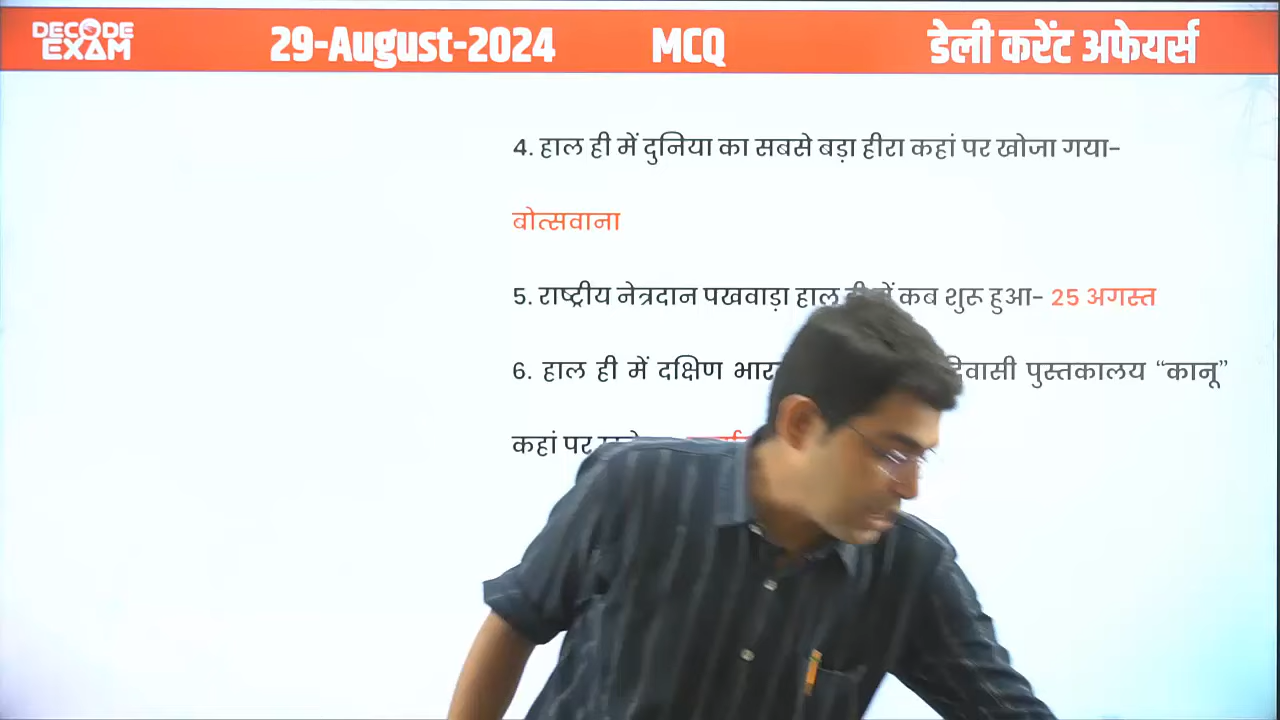 DECODE EXAM
29-August-2024 MCQ डेली करेंट अफेयर्स
4. हाल ही में दुनिया का सबसे बड़ा हीरा कहां पर खोजा गया-
बोत्सवाना
5. राष्ट्रीय नेत्रदान पखवाड़ा हाल कब शुरू हुआ- 25 अगस्त
6. हाल ही में दक्षिण पुस्तकालय “कानू”
कहां पर